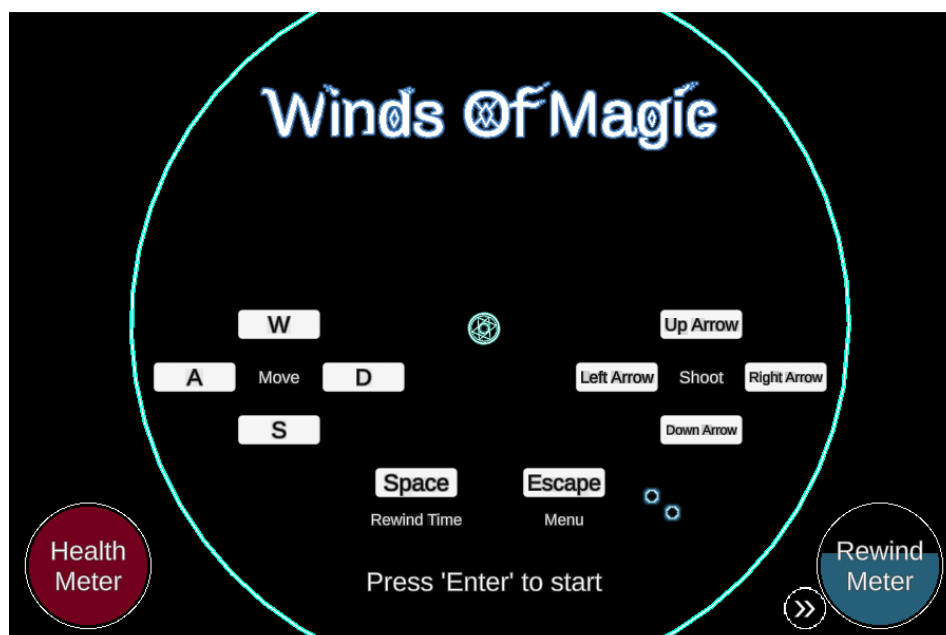 Winds Of Magic
W
Up Arrow
A Move D
Left Arrow Shoot Right Arrow
S
Down Arrow
Space
Escape
Rewind Time
Menu
Health
Meter
Rewind
Meter
Press 'Enter' to start